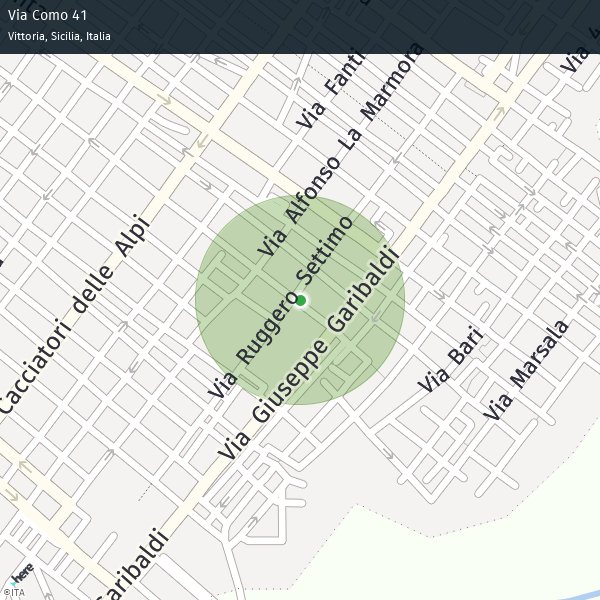 Via Como 41
Vittoria, Sicilia, Italia
Via Fanti
Via
Via Alfonso La Marmora
Cacciatori delle Alpi
Via Ruggero Settimo
Via Giuseppe Garibaldi
Via Bari
Via Marsala
Garibaldi
here
©ITA